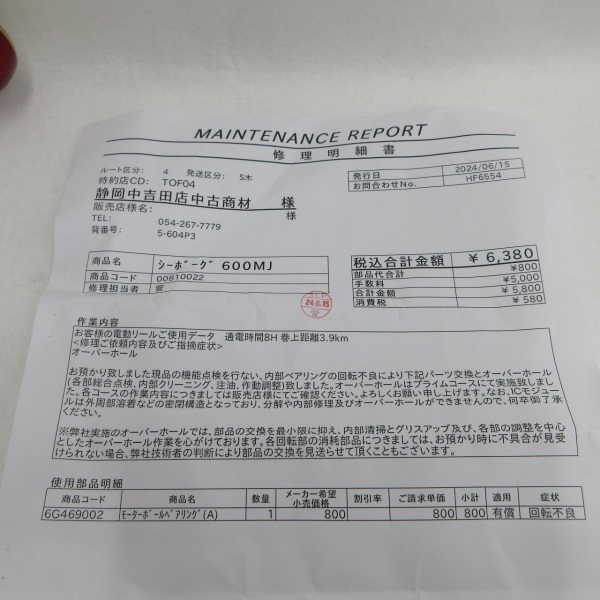 MAINTENANCE REPORT
修理明細書
ルート区分: 4 発送区分: S木
特約店CD: TOF04
静岡中吉田店中古商材 様
販売店様名: 様
TEL: 054-267-7779
背番号: 5-604P3
発行日 2024/06/15
お問合わせNo. HF6554
商品名 シーボーグ 600MJ
商品コード 00810022
修理担当者 菅
24.6.15
税込合計金額 ¥ 6,380
部品代合計 ¥800
手数料 ¥5,000
合計金額 ¥ 5,800
消費税 ¥ 580
作業内容
お客様の電動リールご使用データ 通電時間8H 巻上距離3.9km
<修理ご依頼内容及びご指摘症状>
オーバーホール
お預かり致しました現品の機能点検を行ない、内部ベアリングの回転不良により下記パーツ交換とオーバーホール
(各部総合点検、内部クリーニング、注油、作動調整)致しました。オーバーホールはプライムコースにて実施致しまし
た。各コースの作業内容につきましては販売店様にてご確認ください。よろしくお願い申し上げます。なお、ICモジュー
ルは外周部溶着などの密閉構造となっており、分解や内部修理及びオーバーホールができませんので、何卒御了承
ください。
※弊社実施のオーバーホールでは、部品の交換を最小限に抑え、内部清掃とグリスアップ及び、各部の調整を中心
としたオーバーホール作業を心がけております。各回転部の消耗部品につきましては、お預かり時に不具合が見受
けられない場合、弊社技術者の判断により部品の交換を見送らせて頂くこともございます。
使用部品明細
商品コード 商品名 数量 メーカー希望小売価格 割引率 ご請求単価 小計 適用 症状
6G469002 モーターボールベアリング(A) 1 800 800 800 有償 回転不良